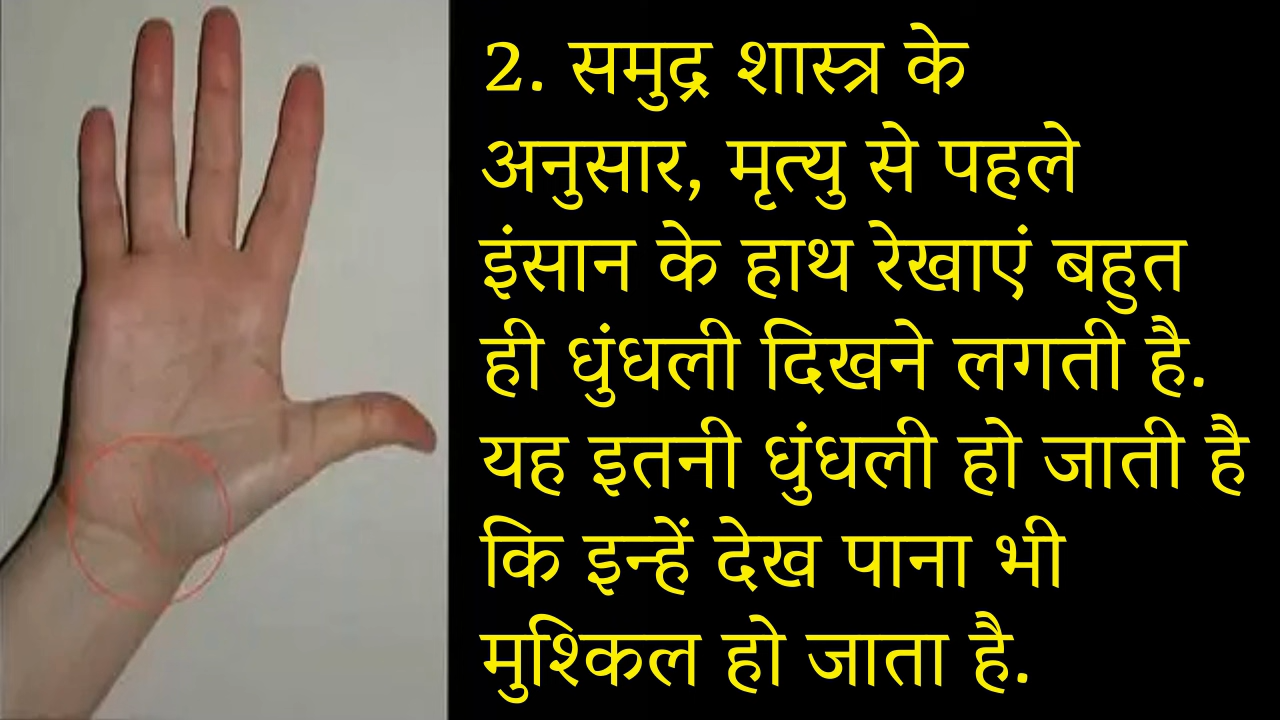 2. समुद्र शास्त्र के
अनुसार, मृत्यु से पहले
इंसान के हाथ रेखाएं बहुत
ही धुंधली दिखने लगती है.
यह इतनी धुंधली हो जाती है
कि इन्हें देख पाना भी
मुश्किल हो जाता है.